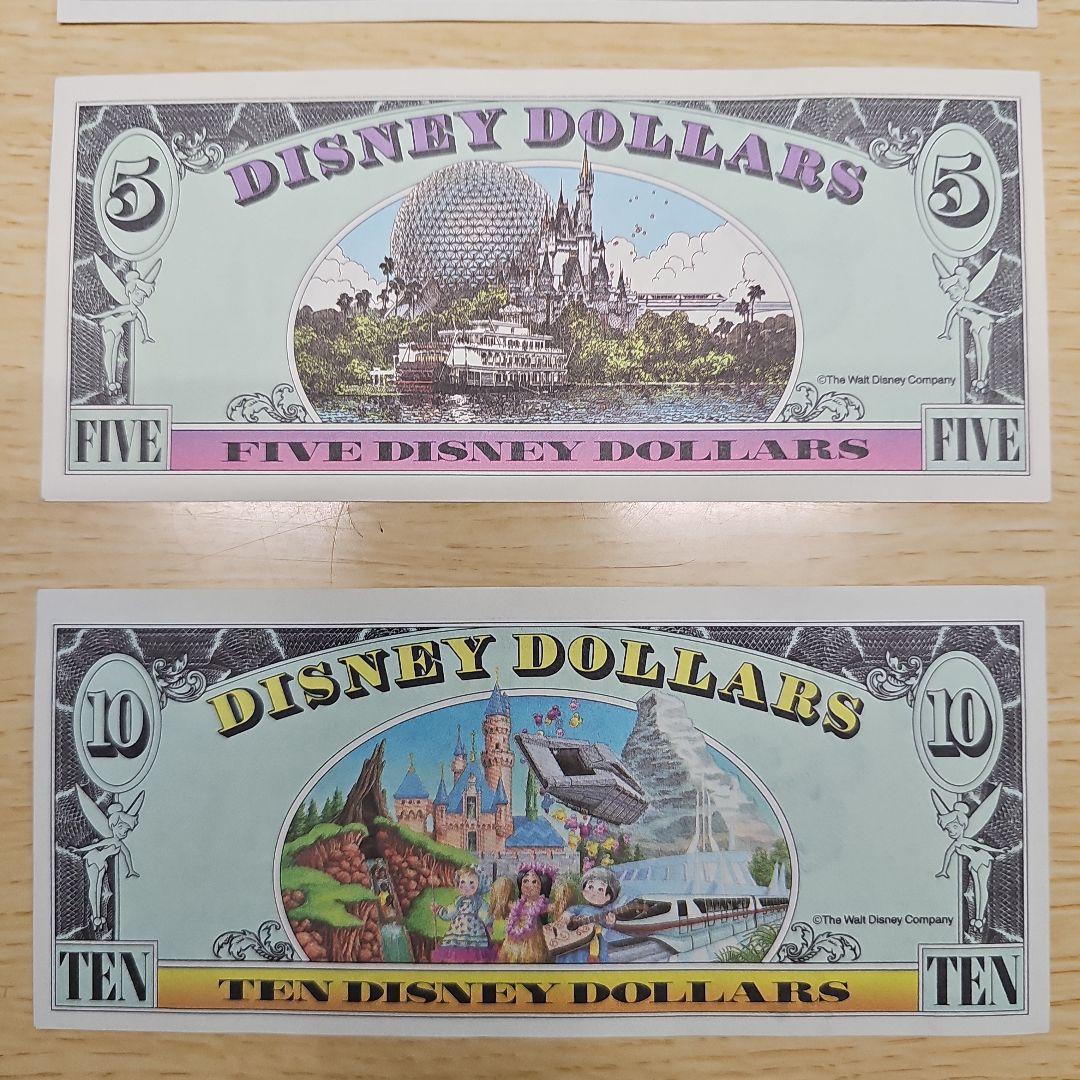 DISNEY DOLLARS
5 5
©The Walt Disney Company
FIVE FIVE DISNEY DOLLARS FIVE
DISNEY DOLLARS
10 10
©The Walt Disney Company
TEN TEN DISNEY DOLLARS TEN